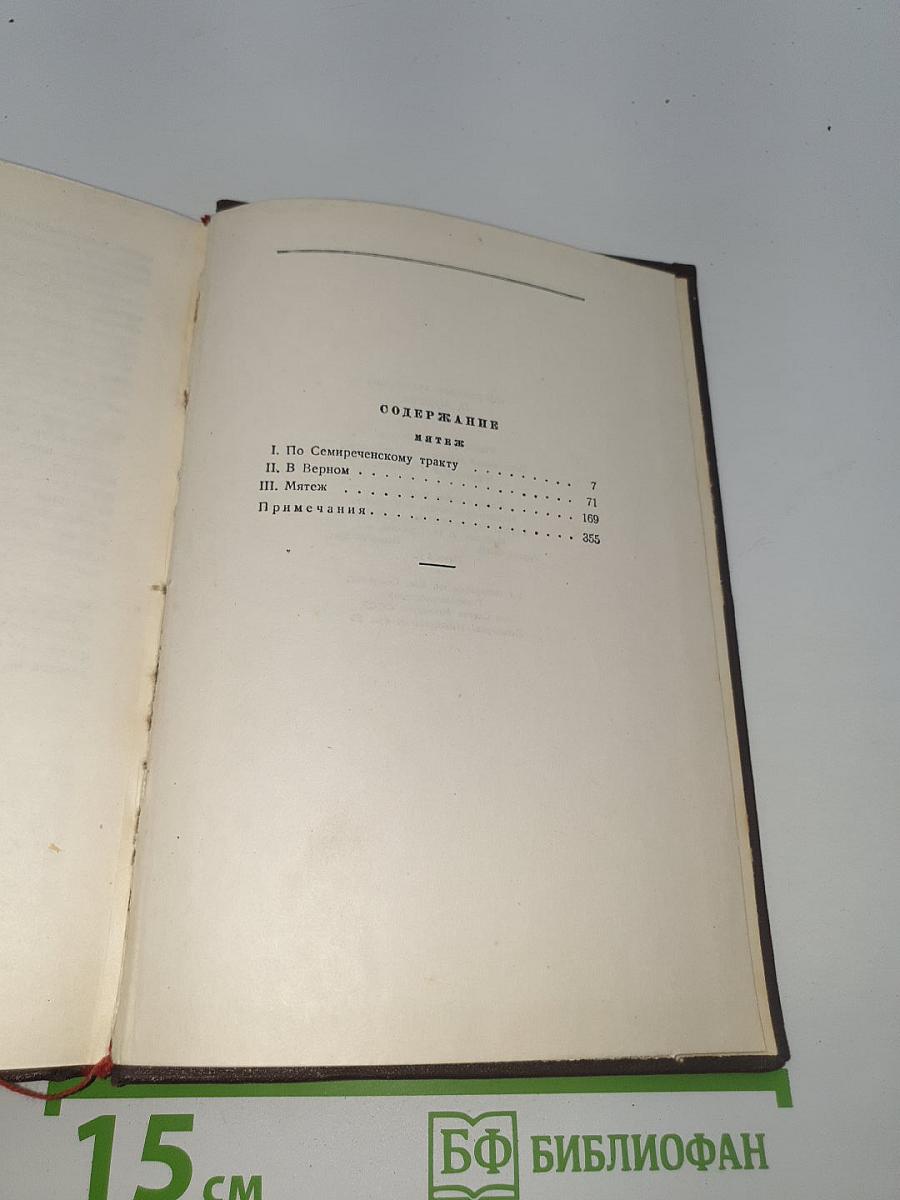 СОДЕРЖАНИЕ
МЯТЕЖ
I. По Семиреченскому тракту . . . . . . . . . 7
II. В Верном . . . . . . . . . . . . . . . . . 71
III. Мятеж . . . . . . . . . . . . . . . . . . 169
Примечания . . . . . . . . . . . . . . . . . 355
15 см
БФ БИБЛИОФАН